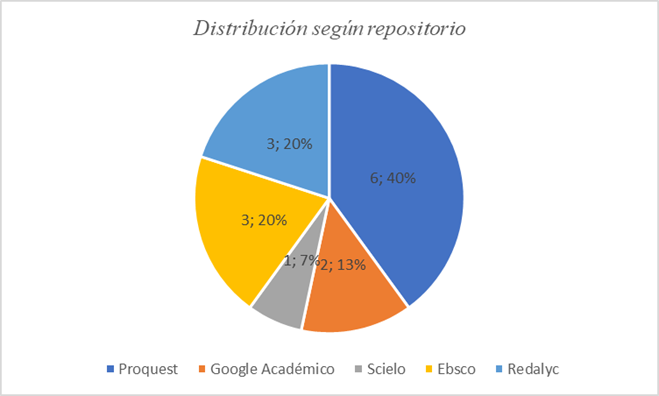 Distribución según repositorio
3; 20%
6; 40%
3; 20%
1; 7%
2; 13%
Proquest Google Académico Scielo Ebsco Redalyc